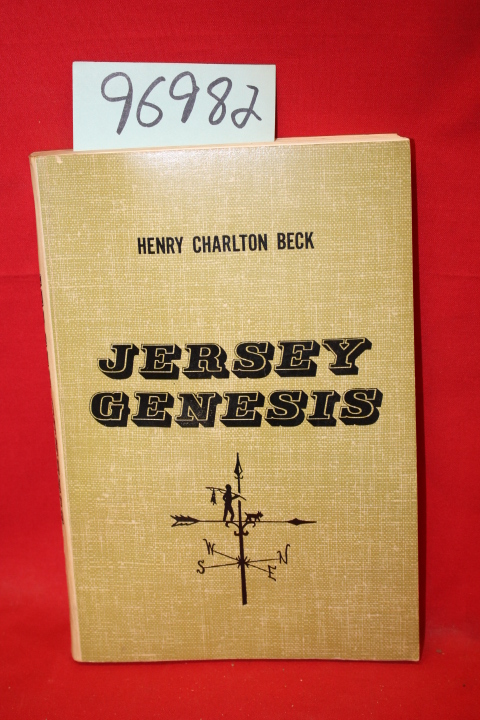 96982
HENRY CHARLTON BECK
JERSEY
GENESIS
W N
S E